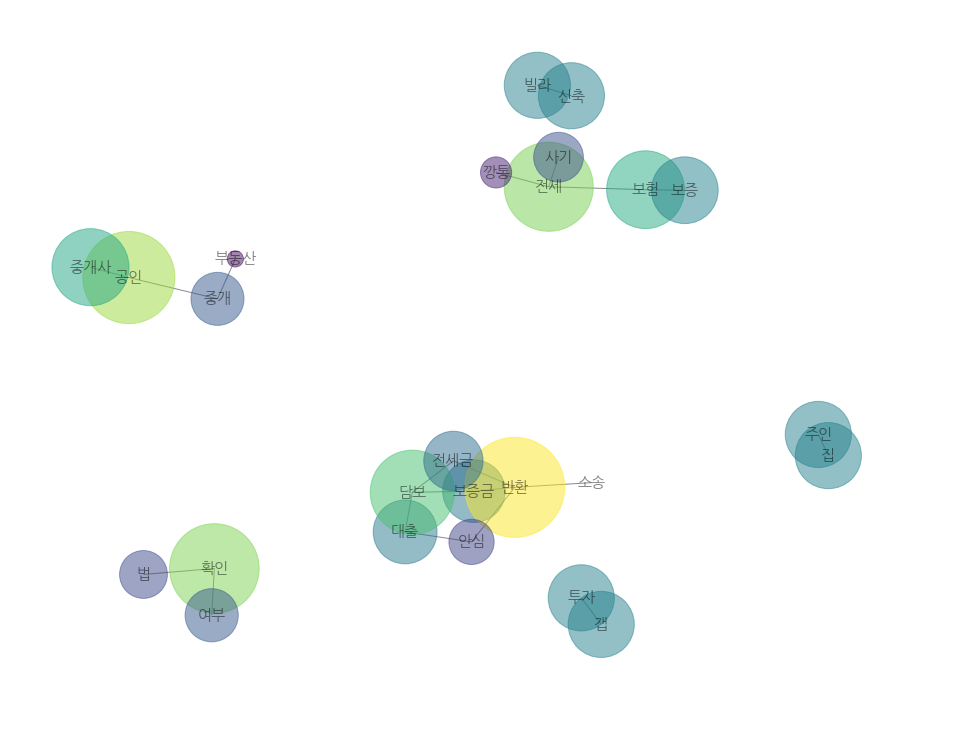 빌라
신축
사기
깡통
전세
보험
보증
부동산
중개사
공인
중개
주인
집
전세금
담보
보증금
반환
소송
대출
안심
법
확인
여부
투자
갭